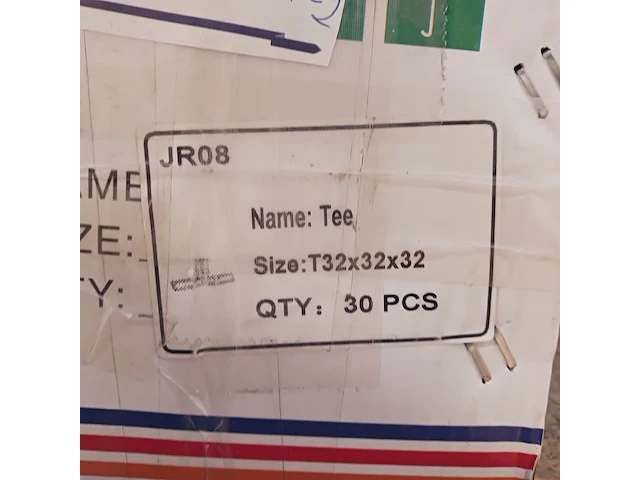 JR08
AME
Name: Tee
ZE:
Size:T32x32x32
TY:
QTY: 30 PCS